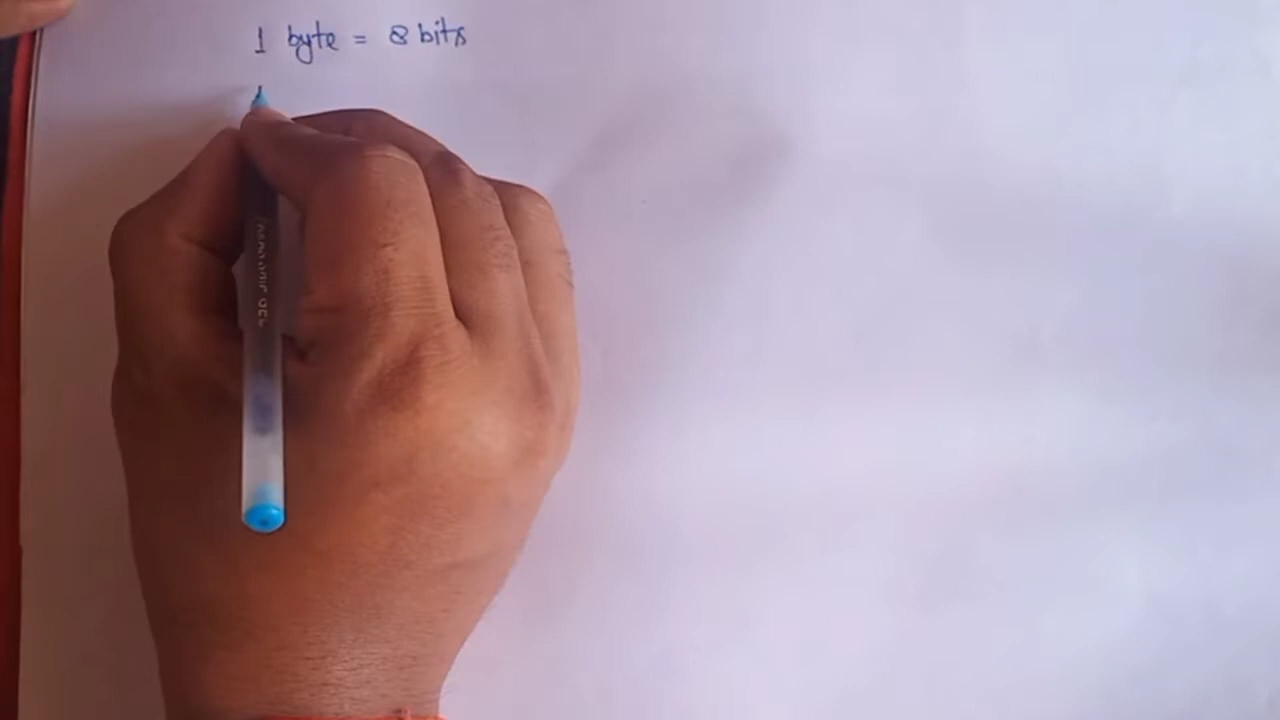 1 byte = 8 bits